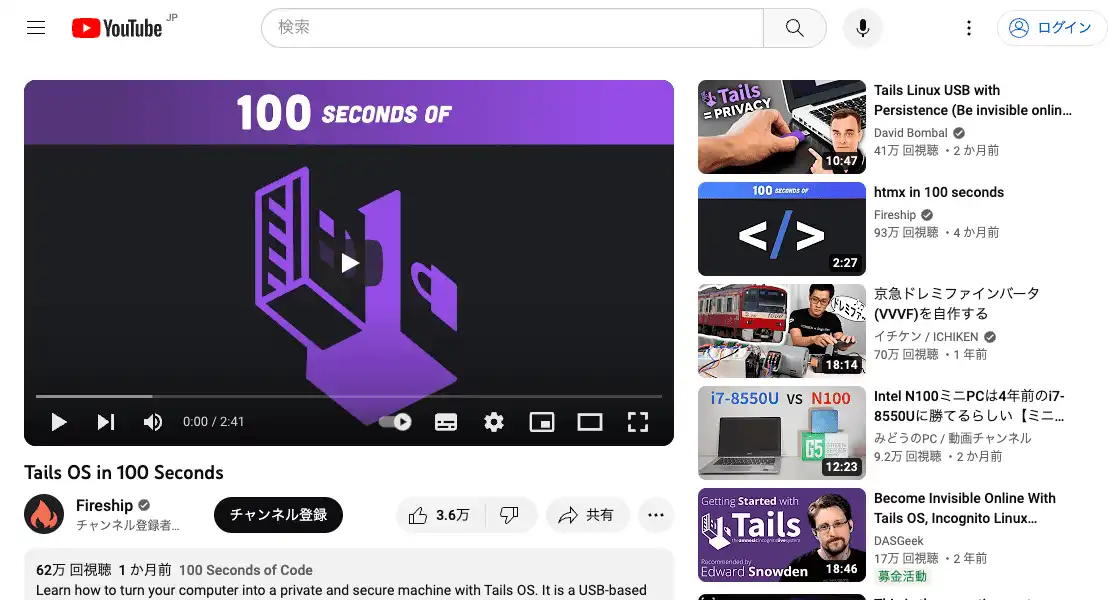 YouTube JP
検索
ログイン
100 SECONDS OF
0:00 / 2:41
Tails OS in 100 Seconds
Fireship
チャンネル登録者...
チャンネル登録
3.6万
共有
62万 回視聴 1 か月前 100 Seconds of Code
Learn how to turn your computer into a private and secure machine with Tails OS. It is a USB-based
Tails
= PRIVACY
10:47
Tails Linux USB with
Persistence (Be invisible onlin...
David Bombal
41万 回視聴 ・2 か月前
100 SECONDS OF
</>
2:27
htmx in 100 seconds
Fireship
93万 回視聴 ・4 か月前
ドレミファ
18:14
京急ドレミファインバータ
(VVVF)を自作する
イチケン / ICHIKEN
70万 回視聴 ・1 年前
i7-8550U vs N100
G5
12:23
Intel N100ミニPCは4年前のi7-
8550Uに勝てるらしい【ミニ...
みどうのPC / 動画チャンネル
9.2万 回視聴 ・2 か月前
Getting Started with
Tails
theamnesicincognitolivesystem
Recommended by
Edward Snowden
18:46
Become Invisible Online With
Tails OS, Incognito Linux...
DASGeek
17万 回視聴 ・2 年前
募金活動